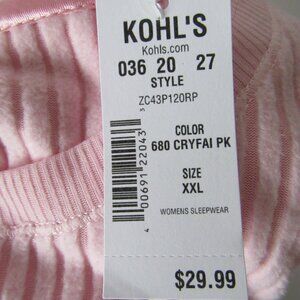 KOHL'S
Kohls.com
036 20 27
STYLE
ZC43P120RP
COLOR
680 CRYFAI PK
SIZE
XXL
WOMENS SLEEPWEAR
4 00691 22043 3
$29.99